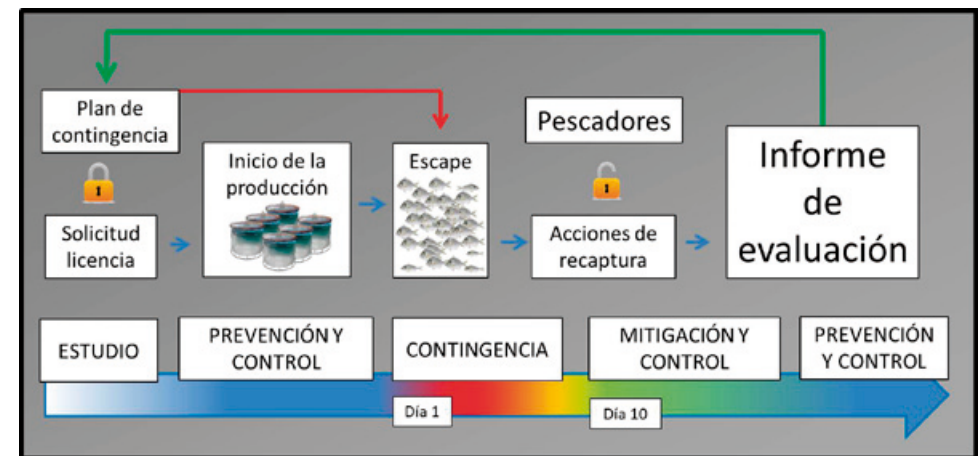 Plan de
contingencia
Solicitud
licencia
Inicio de la
producción
Escape
Pescadores
Acciones de
recaptura
Informe
de
evaluación
ESTUDIO
PREVENCIÓN Y
CONTROL
CONTINGENCIA
MITIGACIÓN Y
CONTROL
PREVENCIÓN
Y CONTROL
Día 1
Día 10